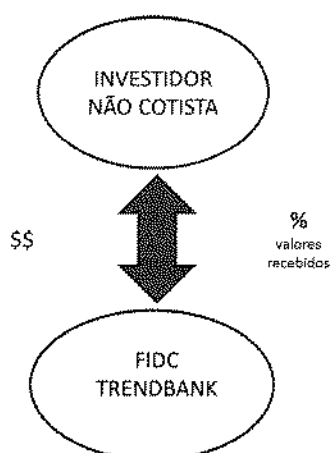 INVESTIDOR
NÃO COTISTA
$$
%
valores
recebidos
FIDC
TRENDBANK